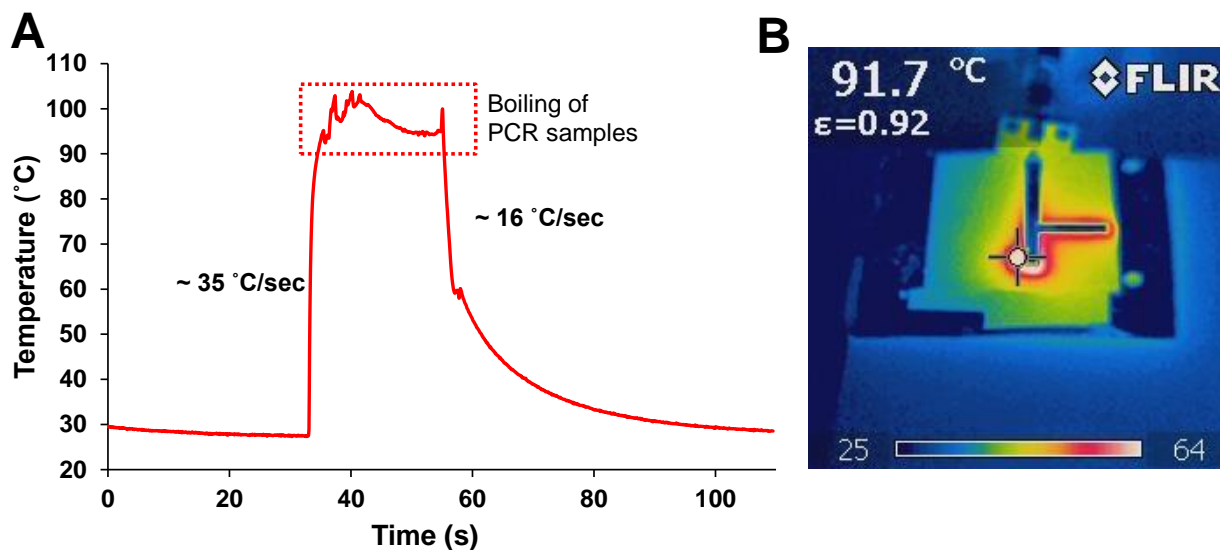 A
110
100
90
80
70
60
50
40
30
20
0
20
40
60
80
100
Temperature (˚C)
Time (s)
~ 35 ˚C/sec
~ 16 ˚C/sec
Boiling of
PCR samples
B
91.7 °C
ε=0.92
FLIR
25
64